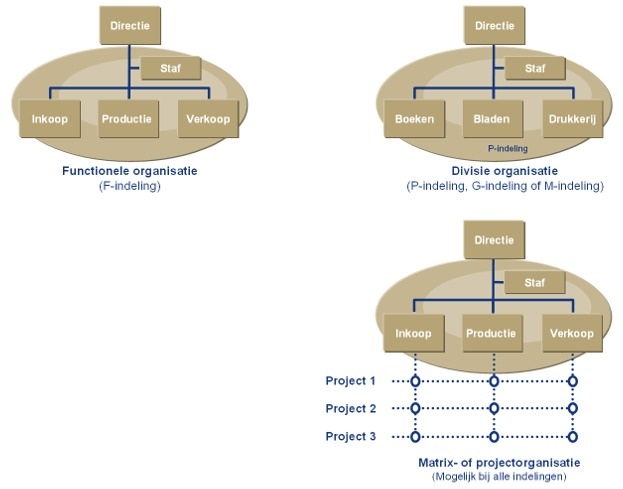 Directie
Staf
Inkoop Productie Verkoop
Functionele organisatie
(F-indeling)
Directie
Staf
Boeken Bladen Drukkerij
P-indeling
Divisie organisatie
(P-indeling, G-indeling of M-indeling)
Directie
Staf
Inkoop Productie Verkoop
Project 1
Project 2
Project 3
Matrix- of projectorganisatie
(Mogelijk bij alle indelingen)